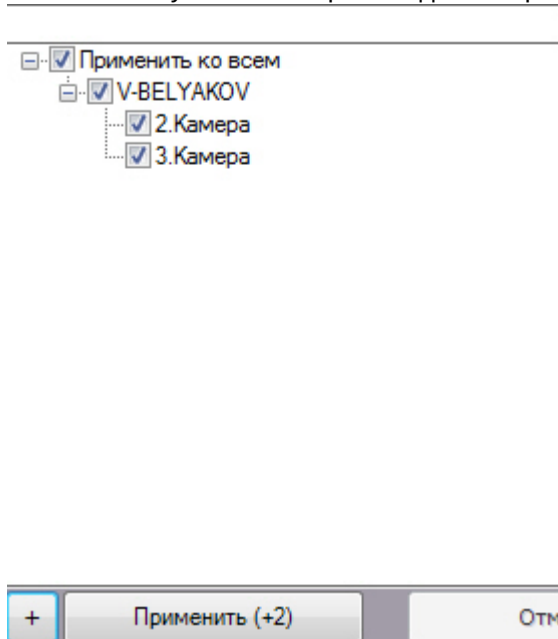 Применить ко всем
V-BELYAKOV
2.Камера
3.Камера
+ Применить (+2)